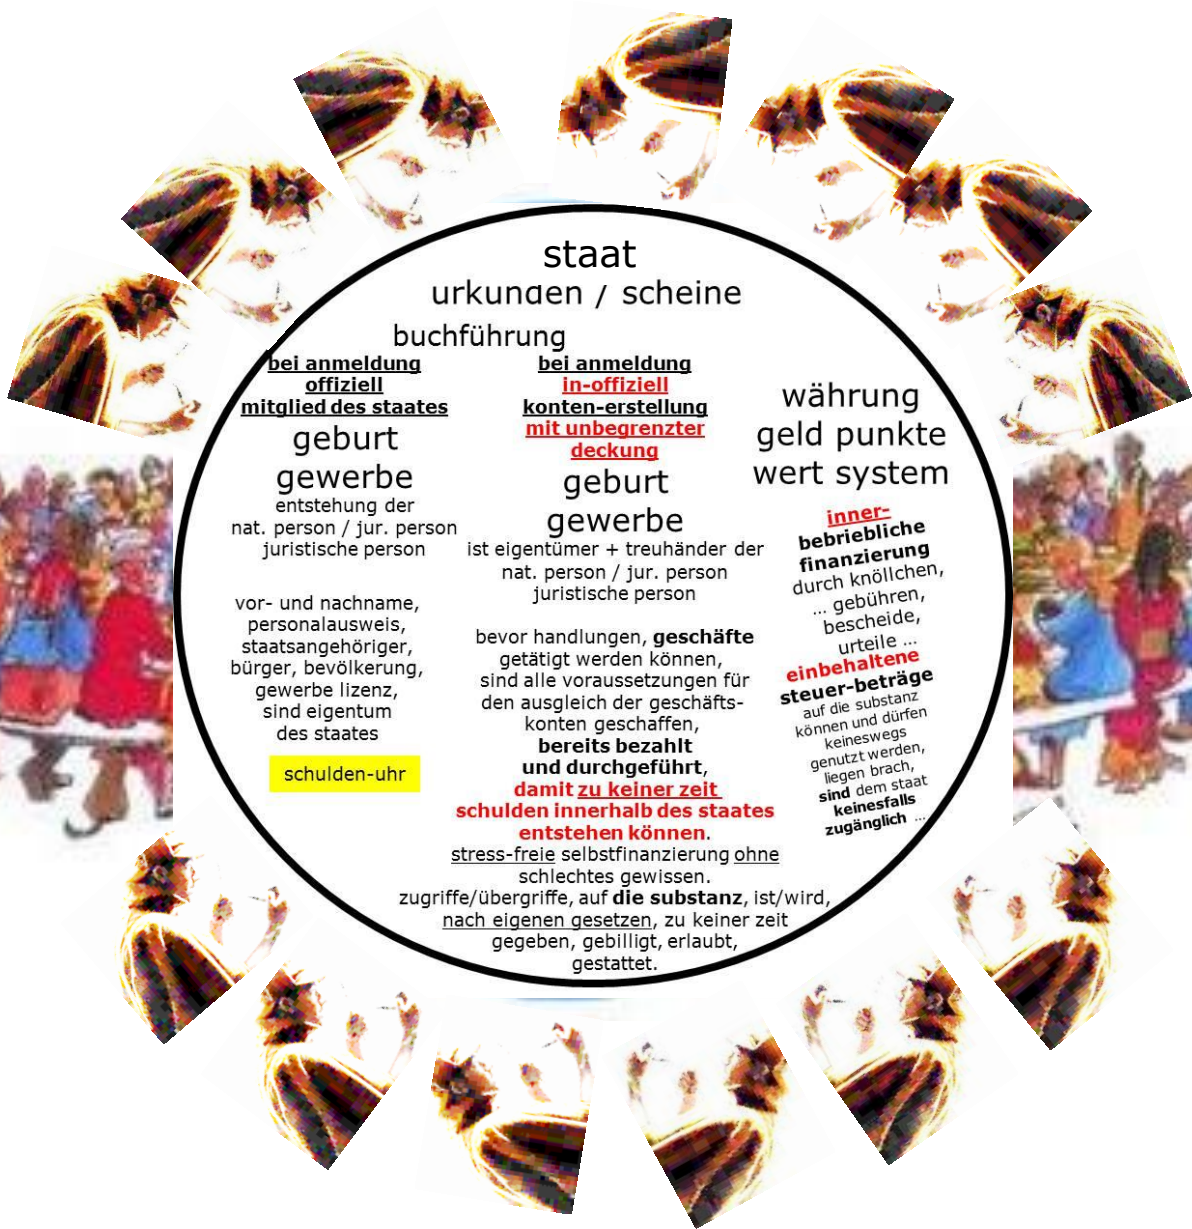 staat
urkunden / scheine
buchführung
bei anmeldung
offiziell
mitglied des staates
geburt
gewerbe
entstehung der
nat. person / jur. person
juristische person
vor- und nachname,
personalausweis,
staatsangehöriger,
bürger, bevölkerung,
gewerbe lizenz,
sind eigentum
des staates
schulden-uhr
bei anmeldung
in-offiziell
konten-erstellung
mit unbegrenzter
deckung
geburt
gewerbe
ist eigentümer + treuhänder der
nat. person / jur. person
juristische person
bevor handlungen, geschäfte
getätigt werden können,
sind alle voraussetzungen für
den ausgleich der geschäfts-
konten geschaffen,
bereits bezahlt
und durchgeführt,
damit zu keiner zeit
schulden innerhalb des staates
entstehen können.
stress-freie selbstfinanzierung ohne
schlechtes gewissen.
zugriffe/übergriffe, auf die substanz, ist/wird,
nach eigenen gesetzen, zu keiner zeit
gegeben, gebilligt, erlaubt,
gestattet.
währung
geld punkte
wert system
inner-
bebriebliche
finanzierung
durch knöllchen,
... gebühren,
bescheide,
urteile ...
einbehaltene
steuer-beträge
auf die substanz
können und dürfen
keineswegs
genutzt werden,
liegen brach,
sind dem staat
keinesfalls
zugänglich ...